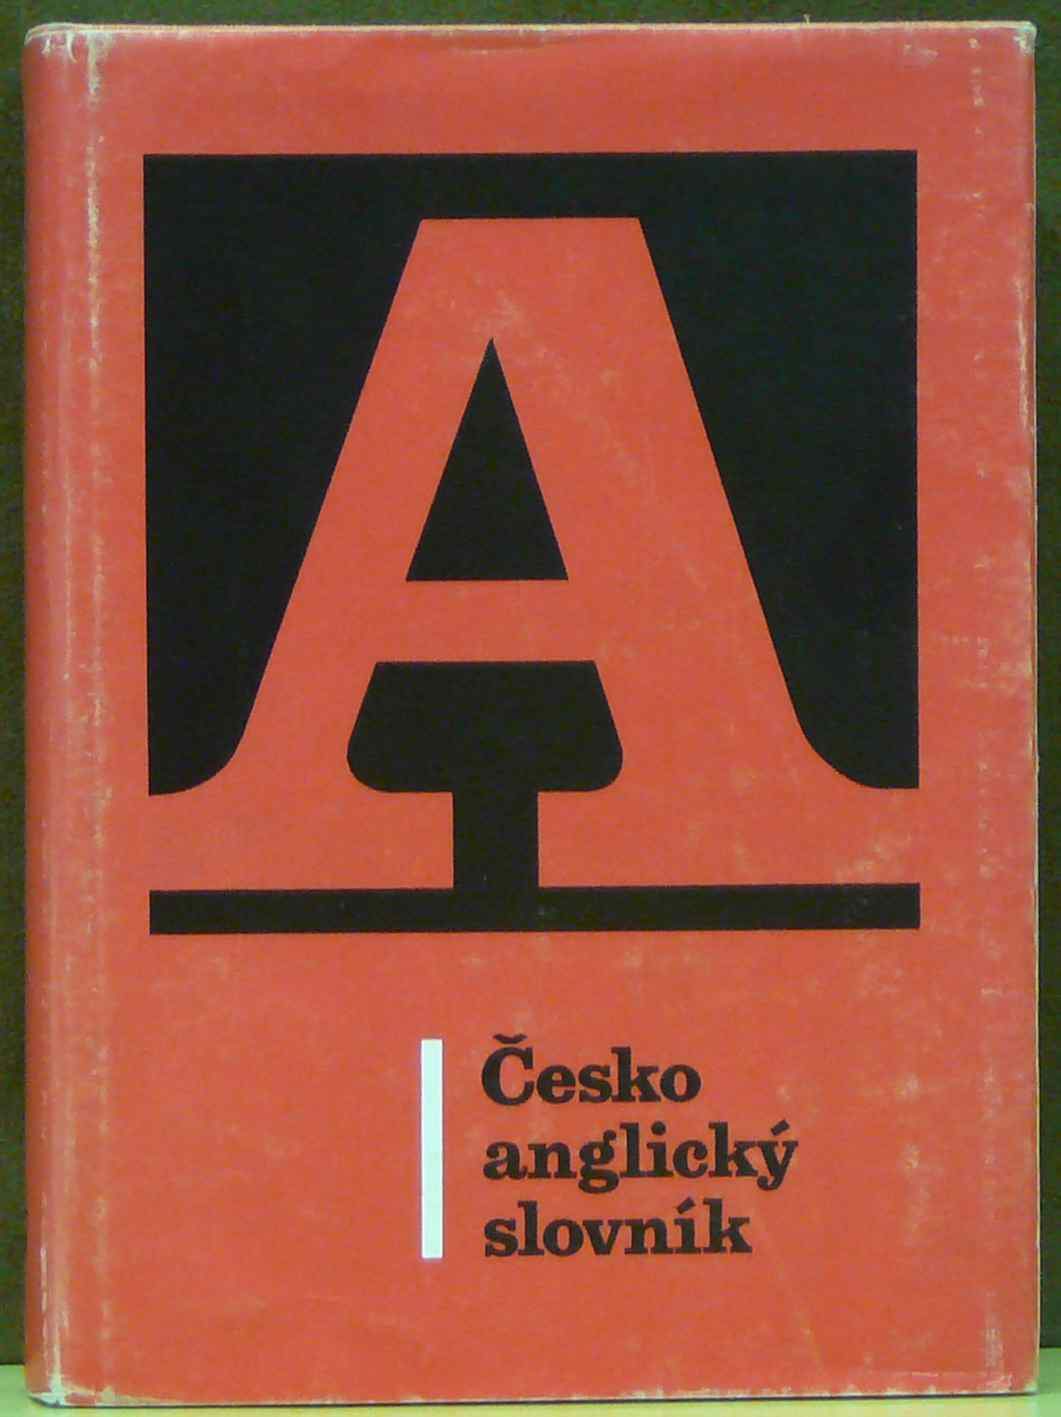 A
Česko
anglický
slovník